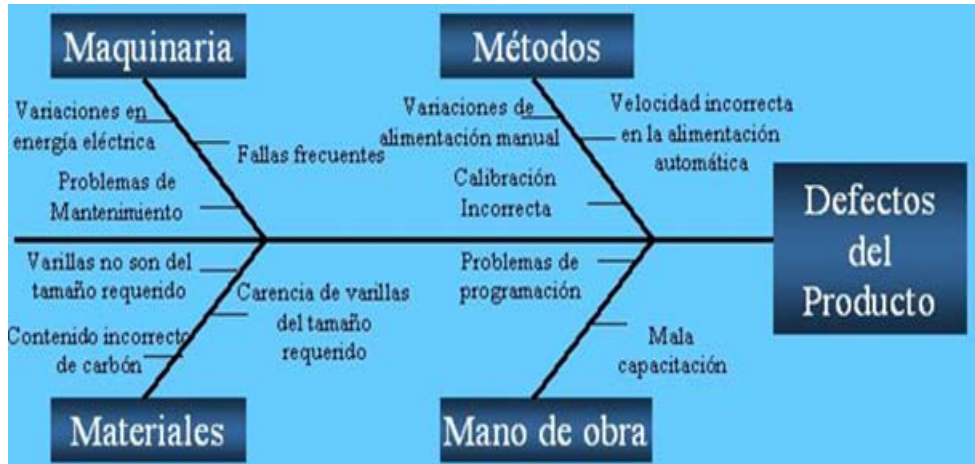 Maquinaria
Variaciones en
energía eléctrica
Fallas frecuentes
Problemas de
Mantenimiento
Métodos
Variaciones de
alimentación manual
Velocidad incorrecta
en la alimentación
automática
Calibración
Incorrecta
Defectos
del
Producto
Varillas no son del
tamaño requerido
Carencia de varillas
del tamaño
requerido
Contenido incorrecto
de carbón
Materiales
Problemas de
programación
Mala
capacitación
Mano de obra